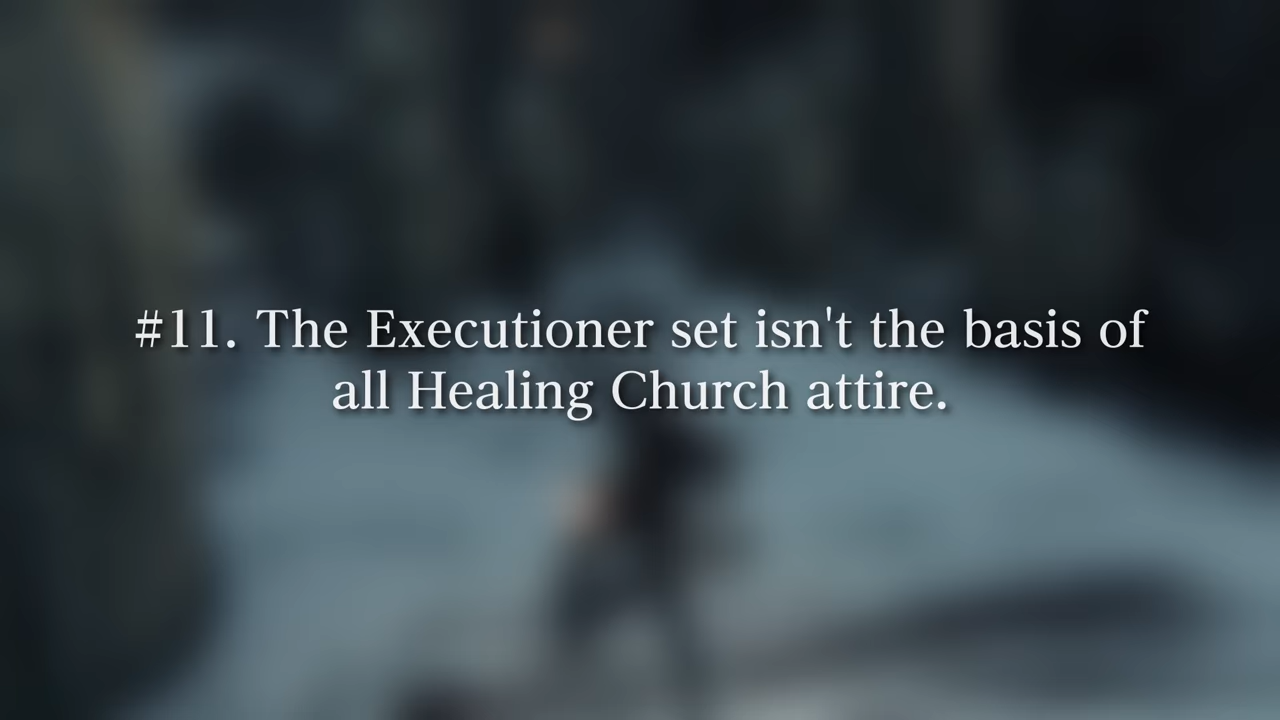 #11. The Executioner set isn't the basis of
all Healing Church attire.